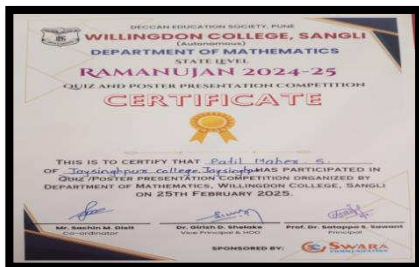 DECCAN EDUCATION SOCIETY, PUNE
WILLINGDON COLLEGE, SANGLI
(Autonomous)
DEPARTMENT OF MATHEMATICS
STATE LEVEL
RAMANUJAN 2024-25
QUIZ AND POSTER PRESENTATION COMPETITION
CERTIFICATE
THIS IS TO CERTIFY THAT Patil Maher S.
OF Jaysinghpur college, Jaysingpur HAS PARTICIPATED IN
QUIZ /POSTER PRESENTATION COMPETITION ORGANIZED BY
DEPARTMENT OF MATHEMATICS, WILLINGDON COLLEGE, SANGLI
ON 25TH FEBRUARY 2025.
Mr. Sachin M. Dixit Dr. Girish D. Shelake Prof. Dr. Satappa S. Sawant
Co-ordinator Vice Principal & HOD Principal
SPONSORED BY: SWARA